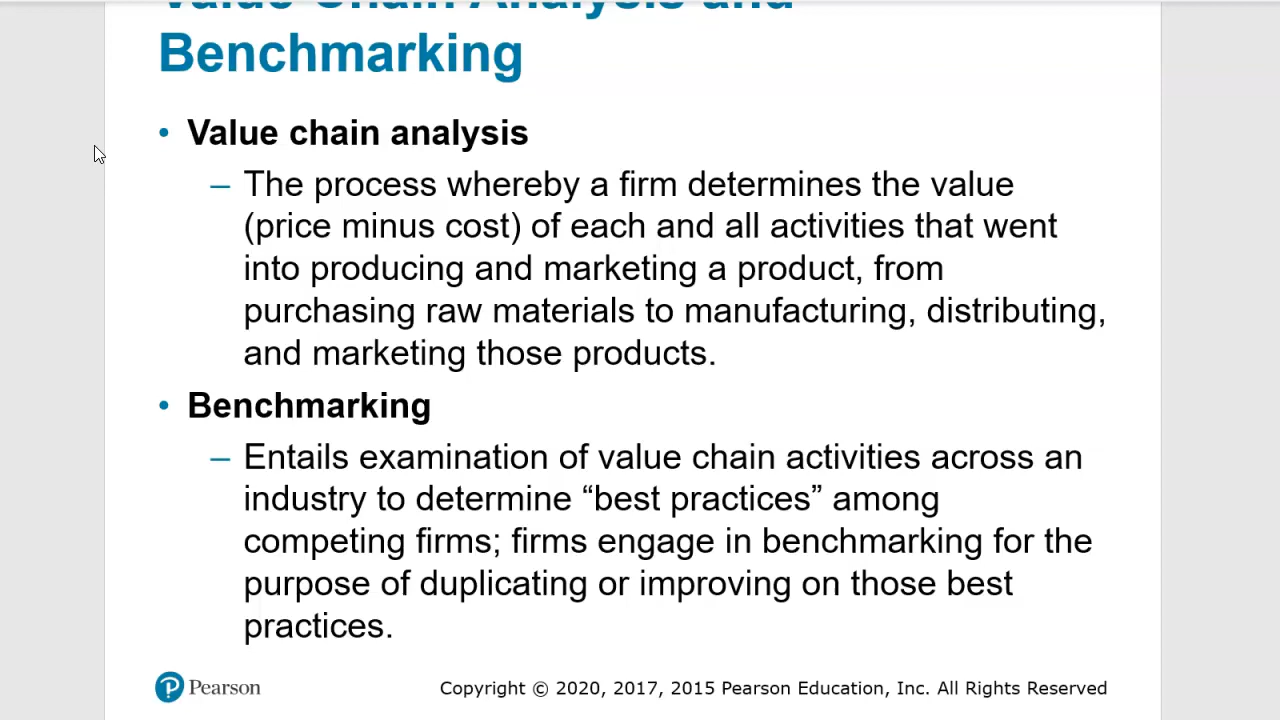 Value Chain Analysis and
Benchmarking
• Value chain analysis
– The process whereby a firm determines the value
(price minus cost) of each and all activities that went
into producing and marketing a product, from
purchasing raw materials to manufacturing, distributing,
and marketing those products.
• Benchmarking
– Entails examination of value chain activities across an
industry to determine “best practices” among
competing firms; firms engage in benchmarking for the
purpose of duplicating or improving on those best
practices.
P Pearson
Copyright © 2020, 2017, 2015 Pearson Education, Inc. All Rights Reserved